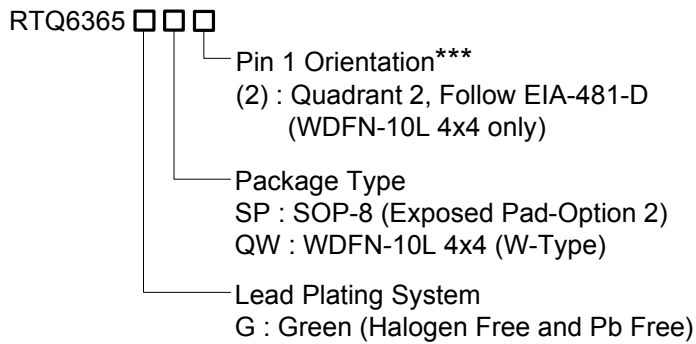 RTQ6365
Pin 1 Orientation***
(2) : Quadrant 2, Follow EIA-481-D
(WDFN-10L 4x4 only)
Package Type
SP : SOP-8 (Exposed Pad-Option 2)
QW : WDFN-10L 4x4 (W-Type)
Lead Plating System
G : Green (Halogen Free and Pb Free)